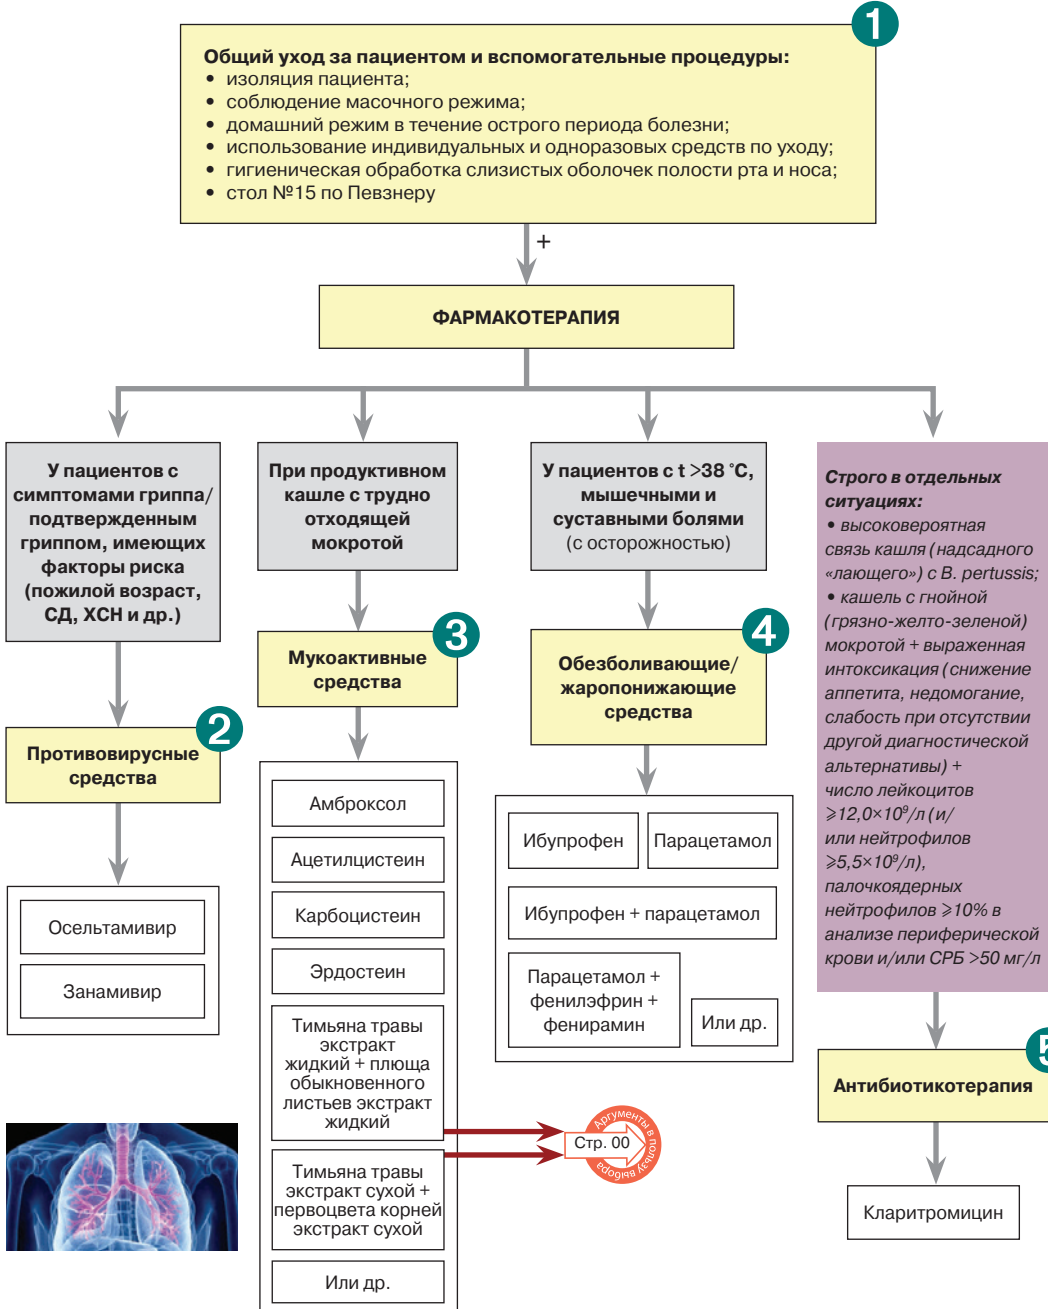 1
Общий уход за пациентом и вспомогательные процедуры:
• изоляция пациента;
• соблюдение масочного режима;
• домашний режим в течение острого периода болезни;
• использование индивидуальных и одноразовых средств по уходу;
• гигиеническая обработка слизистых оболочек полости рта и носа;
• стол №15 по Певзнеру
+
ФАРМАКОТЕРАПИЯ
У пациентов с
симптомами гриппа/
подтвержденным
гриппом, имеющих
факторы риска
(пожилой возраст,
СД, ХСН и др.)
2
Противовирусные
средства
Осельтамивир
Занамивир
При продуктивном
кашле с трудно
отходящей
мокротой
3
Мукоактивные
средства
Амброксол
Ацетилцистеин
Карбоцистеин
Эрдостеин
Тимьяна травы
экстракт
жидкий + плюща
обыкновенного
листьев экстракт
жидкий
Тимьяна травы
экстракт сухой +
первоцвета корней
экстракт сухой
Или др.
Аргументы в пользу выбора
Стр. 00
У пациентов с t >38 °С,
мышечными и
суставными болями
(с осторожностью)
4
Обезболивающие/
жаропонижающие
средства
Ибупрофен
Парацетамол
Ибупрофен + парацетамол
Парацетамол +
фенилэфрин +
фенирамин
Или др.
Строго в отдельных
ситуациях:
• высоковероятная
связь кашля (надсадного
«лающего») с B. pertussis;
• кашель с гнойной
(грязно-желто-зеленой)
мокротой + выраженная
интоксикация (снижение
аппетита, недомогание,
слабость при отсутствии
другой диагностической
альтернативы) +
число лейкоцитов
⩾12,0×10⁹/л (и/
или нейтрофилов
⩾5,5×10⁹/л),
палочкоядерных
нейтрофилов ⩾10% в
анализе периферической
крови и/или СРБ >50 мг/л
5
Антибиотикотерапия
Кларитромицин